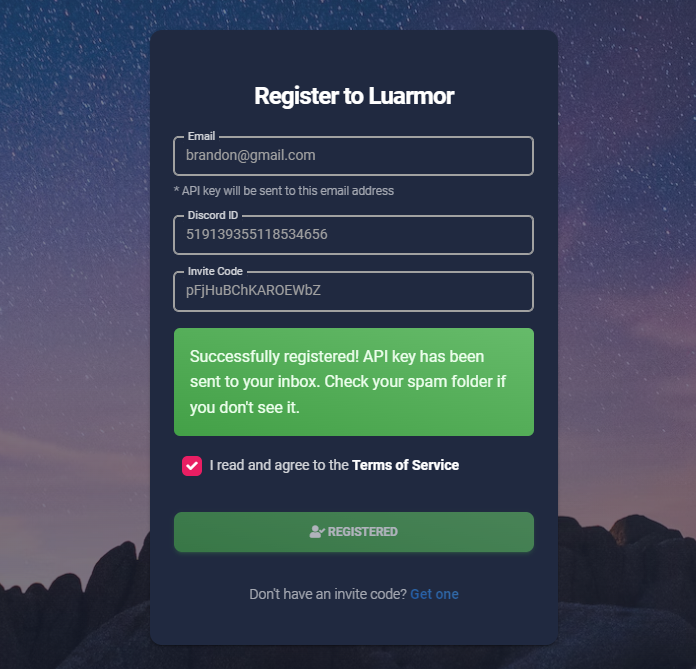 Register to Luarmor
Email
brandon@gmail.com
* API key will be sent to this email address
Discord ID
519139355118534656
Invite Code
pFjHuBChKAROEWbZ
Successfully registered! API key has been
sent to your inbox. Check your spam folder if
you don't see it.
I read and agree to the Terms of Service
REGISTERED
Don't have an invite code? Get one